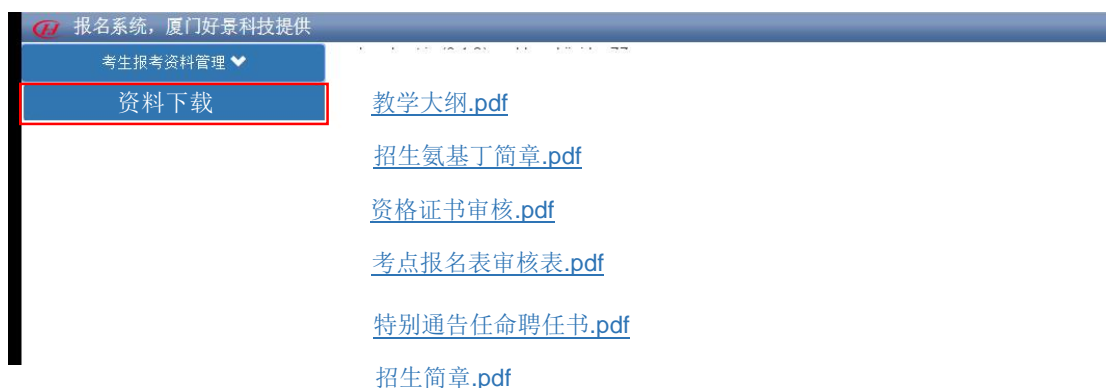 报名系统，厦门好景科技提供
考生报考资料管理
资料下载
教学大纲.pdf
招生氨基丁简章.pdf
资格证书审核.pdf
考点报名表审核表.pdf
特别通告任命聘任书.pdf
招生简章.pdf